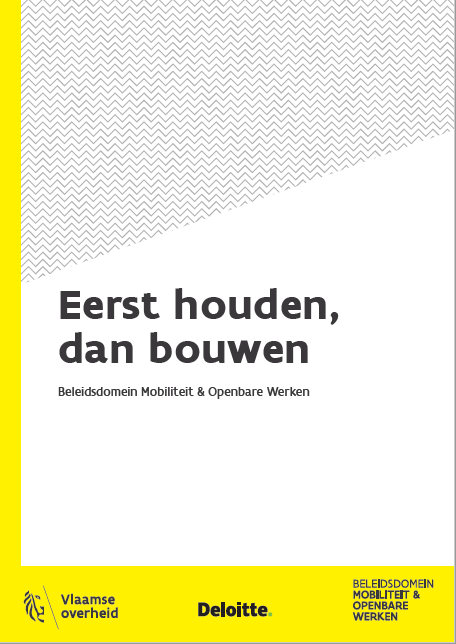 Eerst houden,
dan bouwen
Beleidsdomein Mobiliteit & Openbare Werken
Vlaamse
overheid
Deloitte.
BELEIDSDOMEIN
MOBILITEIT &
OPENBARE
WERKEN